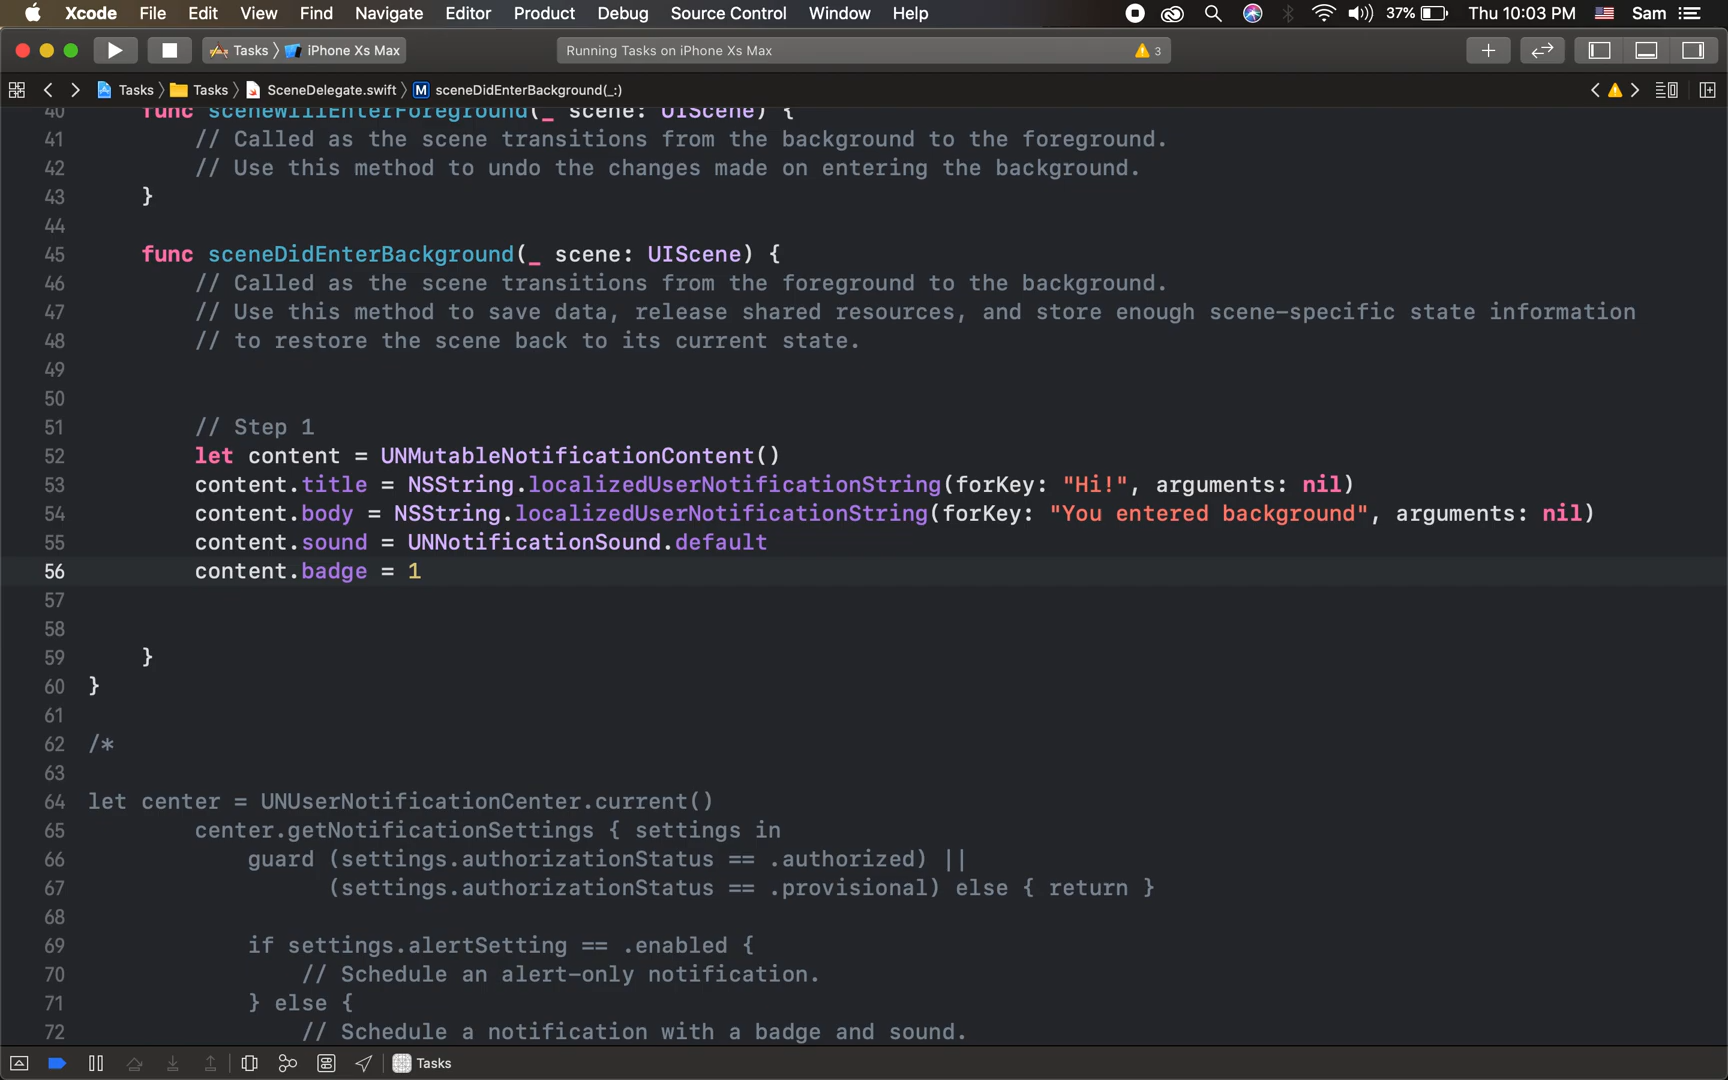 Xcode File Edit View Find Navigate Editor Product Debug Source Control Window Help 37% Thu 10:03 PM Sam
Tasks iPhone Xs Max Running Tasks on iPhone Xs Max 3
Tasks Tasks SceneDelegate.swift M sceneDidEnterBackground(_:)
40 func sceneWillEnterForeground(_ scene: UIScene) {
41 // Called as the scene transitions from the background to the foreground.
42 // Use this method to undo the changes made on entering the background.
43 }
44
45 func sceneDidEnterBackground(_ scene: UIScene) {
46 // Called as the scene transitions from the foreground to the background.
47 // Use this method to save data, release shared resources, and store enough scene-specific state information
48 // to restore the scene back to its current state.
49
50
51 // Step 1
52 let content = UNMutableNotificationContent()
53 content.title = NSString.localizedUserNotificationString(forKey: "Hi!", arguments: nil)
54 content.body = NSString.localizedUserNotificationString(forKey: "You entered background", arguments: nil)
55 content.sound = UNNotificationSound.default
56 content.badge = 1
57
58
59 }
60 }
61
62 /*
63
64 let center = UNUserNotificationCenter.current()
65 center.getNotificationSettings { settings in
66 guard (settings.authorizationStatus == .authorized) ||
67 (settings.authorizationStatus == .provisional) else { return }
68
69 if settings.alertSetting == .enabled {
70 // Schedule an alert-only notification.
71 } else {
72 // Schedule a notification with a badge and sound.
Tasks